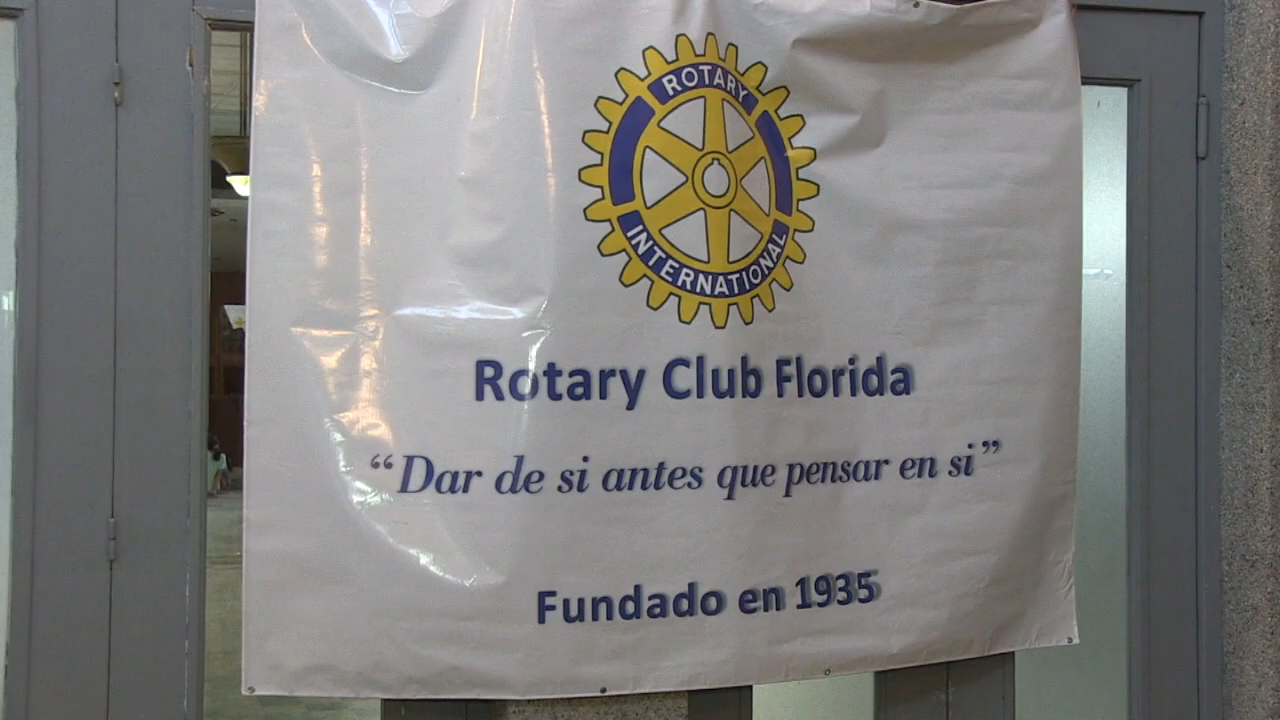 ROTARY
INTERNATIONAL
Rotary Club Florida
“Dar de si antes que pensar en si”
Fundado en 1935